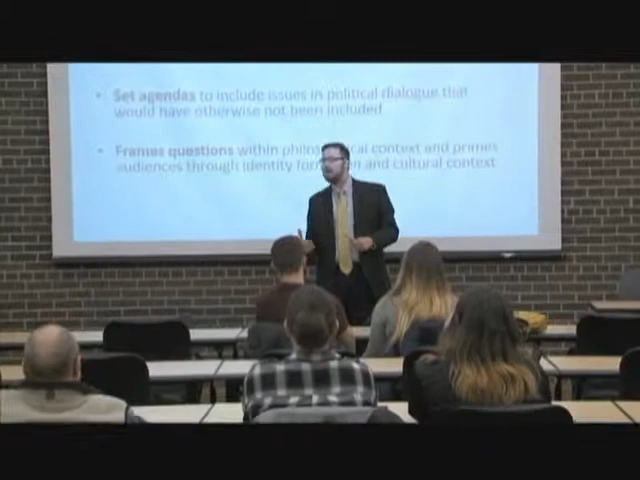 • Set agendas to include issues in political dialogue that
would have otherwise not been included
• Frames questions within cal context and primes
audiences through identity and cultural context